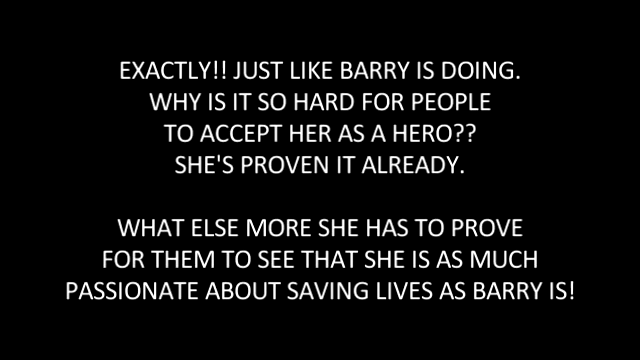 EXACTLY!! JUST LIKE BARRY IS DOING.
WHY IS IT SO HARD FOR PEOPLE
TO ACCEPT HER AS A HERO??
SHE'S PROVEN IT ALREADY.
WHAT ELSE MORE SHE HAS TO PROVE
FOR THEM TO SEE THAT SHE IS AS MUCH
PASSIONATE ABOUT SAVING LIVES AS BARRY IS!